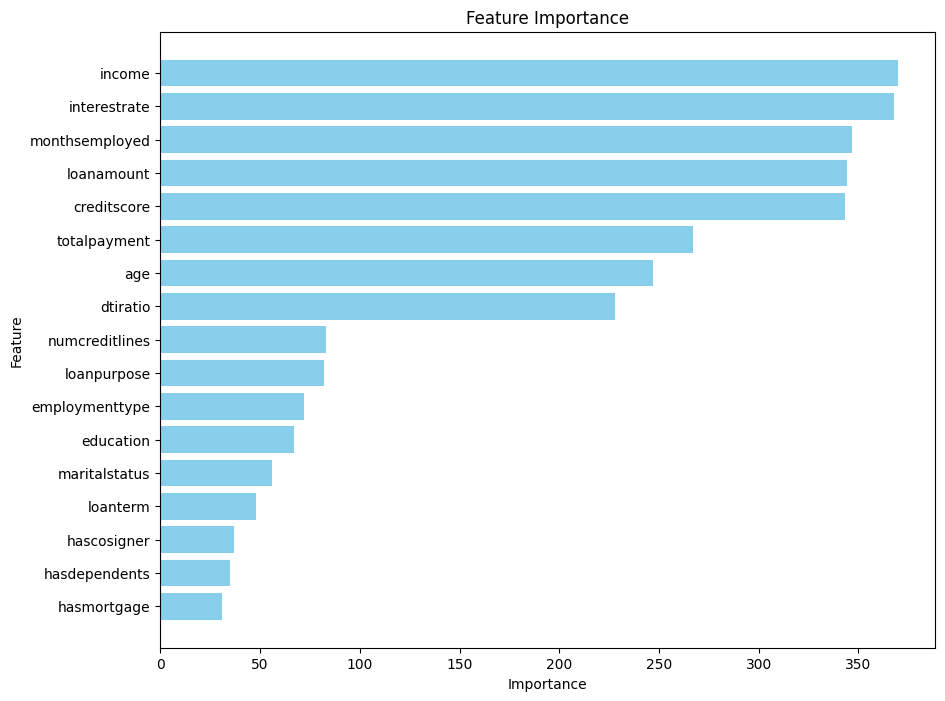 Feature Importance
income
interestrate
monthsemployed
loanamount
creditscore
totalpayment
age
dtiratio
numcreditlines
loanpurpose
employmenttype
education
maritalstatus
loanterm
hascosigner
hasdependents
hasmortgage
Feature
0 50 100 150 200 250 300 350
Importance